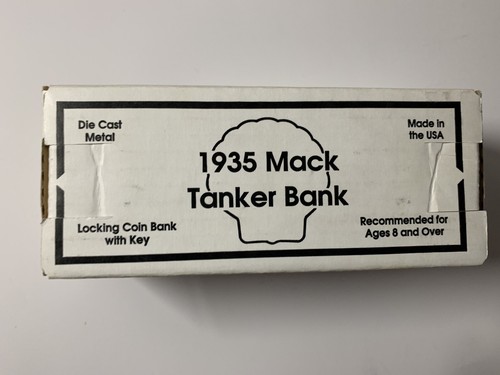 Die Cast
Metal
Made in
the USA
1935 Mack
Tanker Bank
Locking Coin Bank
with Key
Recommended for
Ages 8 and Over